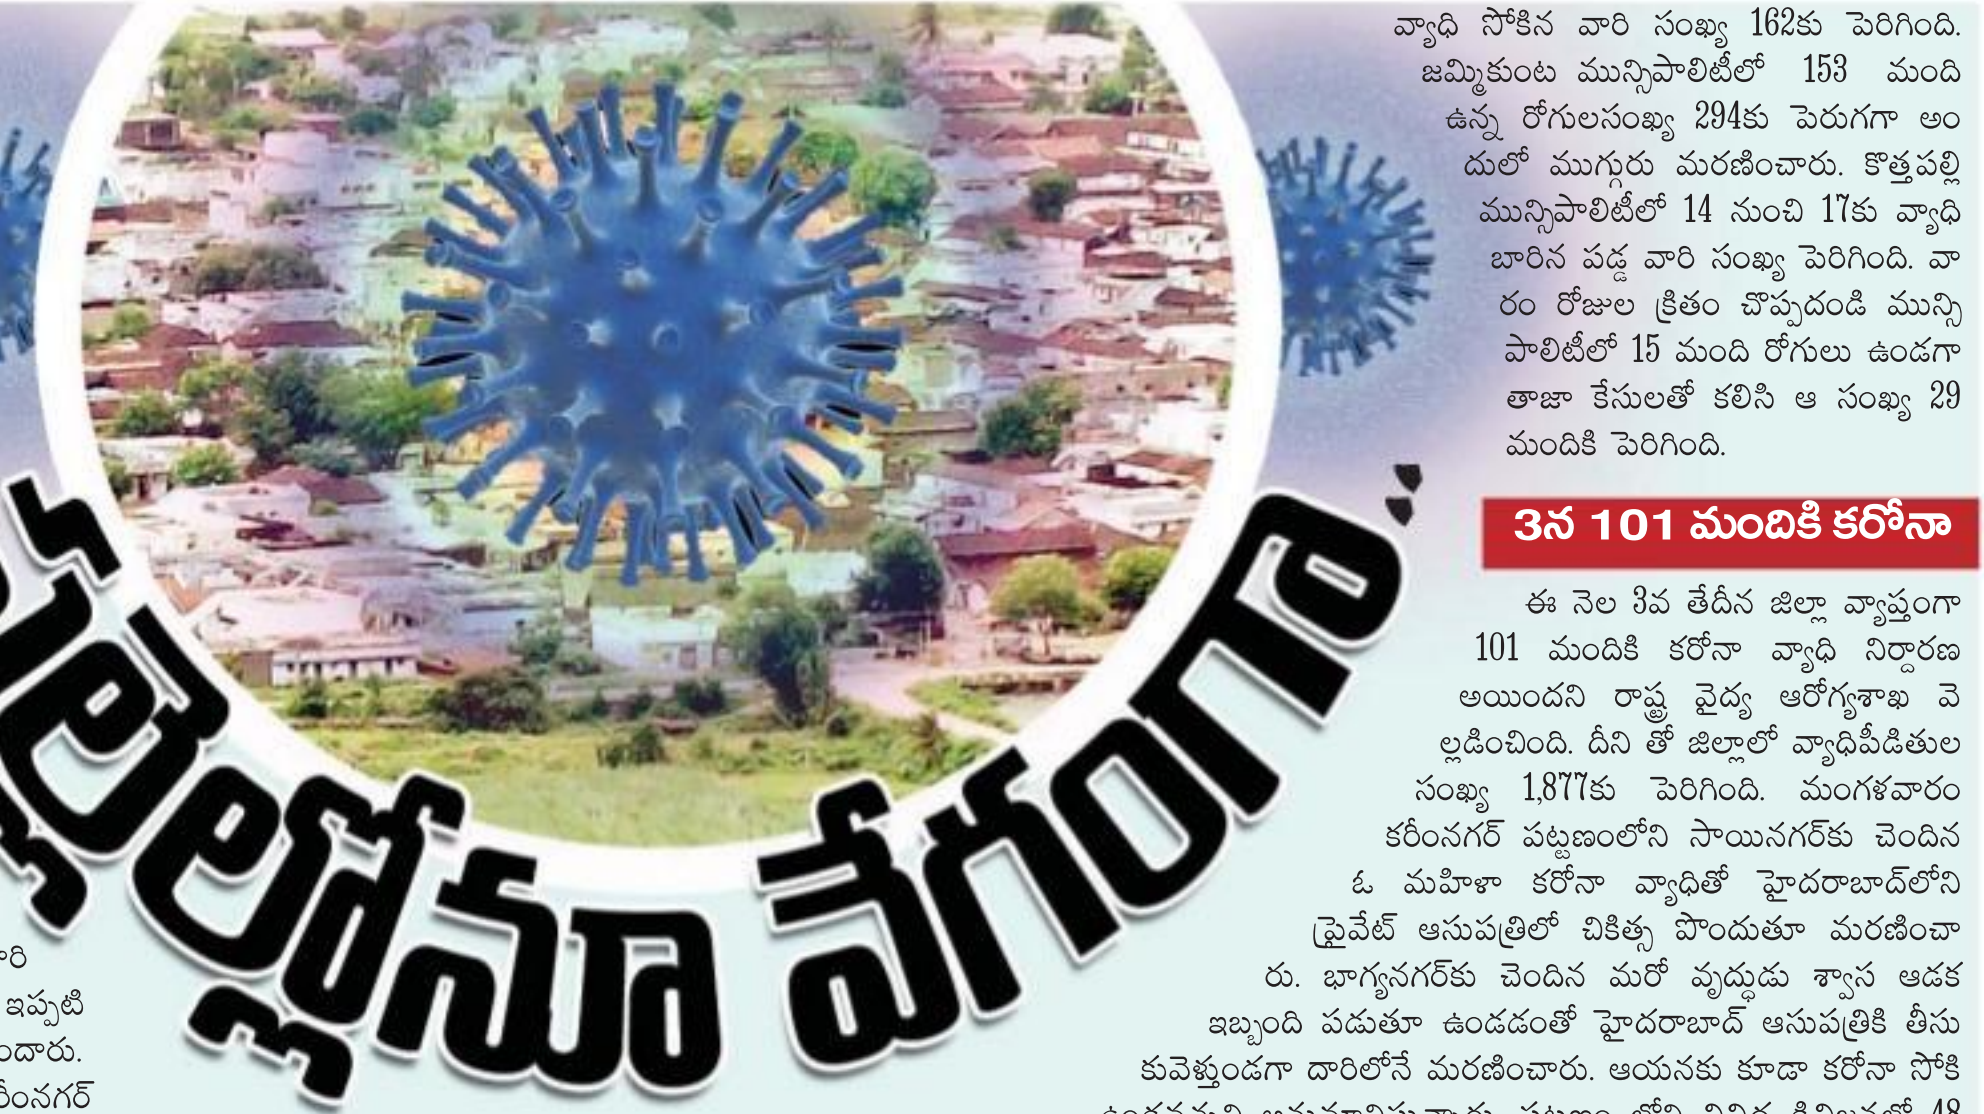 వ్యాధి సోకిన వారి సంఖ్య 162కు పెరిగింది.
జమ్మికుంట మున్సిపాలిటీలో 153 మంది
ఉన్న రోగులసంఖ్య 294కు పెరుగగా అం
దులో ముగ్గురు మరణించారు. కొత్తపల్లి
మున్సిపాలిటీలో 14 నుంచి 17కు వ్యాధి
బారిన పడ్డ వారి సంఖ్య పెరిగింది. వా
రం రోజుల క్రితం చొప్పదండి మున్సి
పాలిటీలో 15 మంది రోగులు ఉండగా
తాజా కేసులతో కలిసి ఆ సంఖ్య 29
మందికి పెరిగింది.
3న 101 మందికి కరోనా
ఈ నెల 3వ తేదీన జిల్లా వ్యాప్తంగా
101 మందికి కరోనా వ్యాధి నిర్దారణ
అయిందని రాష్ట్ర వైద్య ఆరోగ్యశాఖ వె
ల్లడించింది. దీని తో జిల్లాలో వ్యాధిపీడితుల
సంఖ్య 1,877కు పెరిగింది. మంగళవారం
కరీంనగర్ పట్టణంలోని సాయినగర్‌కు చెందిన
ఓ మహిళా కరోనా వ్యాధితో హైదరాబాద్‌లోని
ప్రైవేట్ ఆసుపత్రిలో చికిత్స పొందుతూ మరణించా
రు. భాగ్యనగర్‌కు చెందిన మరో వృద్ధుడు శ్వాస ఆడక
ఇబ్బంది పడుతూ ఉండడంతో హైదరాబాద్ ఆసుపత్రికి తీసు
కువెళ్తుండగా దారిలోనే మరణించారు. ఆయనకు కూడా కరోనా సోకి
వేగంగా..
ఇప్పటి